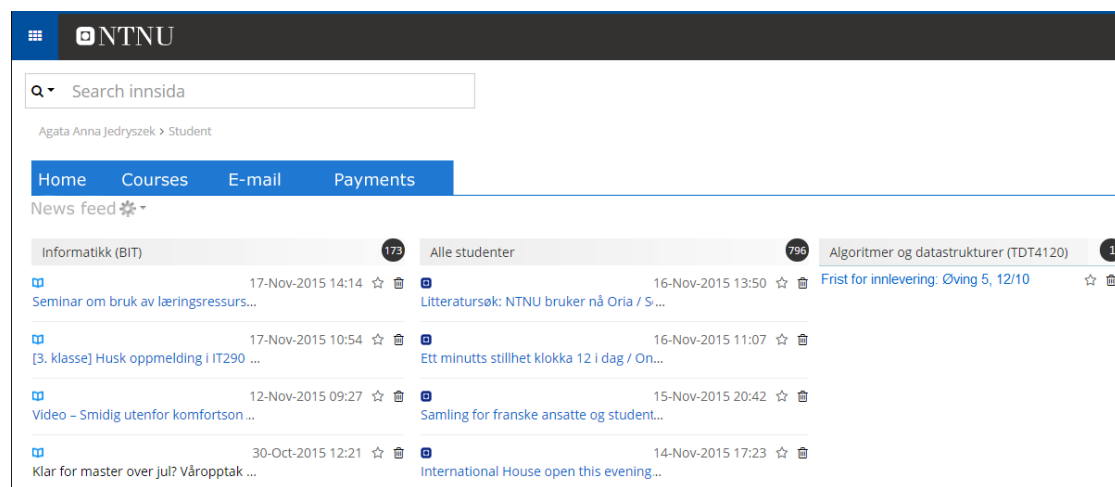 NTNU
Search innsida
Agata Anna Jedryszek > Student
Home Courses E-mail Payments
News feed
Informatikk (BIT) 173
17-Nov-2015 14:14
Seminar om bruk av læringsressurs...
17-Nov-2015 10:54
[3. klasse] Husk oppmelding i IT290 ...
12-Nov-2015 09:27
Video – Smidig utenfor komfortson ...
30-Oct-2015 12:21
Klar for master over jul? Våropptak ...
Alle studenter 796
16-Nov-2015 13:50
Litteratursøk: NTNU bruker nå Oria / S...
16-Nov-2015 11:07
Ett minutts stillhet klokka 12 i dag / On...
15-Nov-2015 20:42
Samling for franske ansatte og student...
14-Nov-2015 17:23
International House open this evening...
Algoritmer og datastrukturer (TDT4120)
Frist for innlevering: Øving 5, 12/10